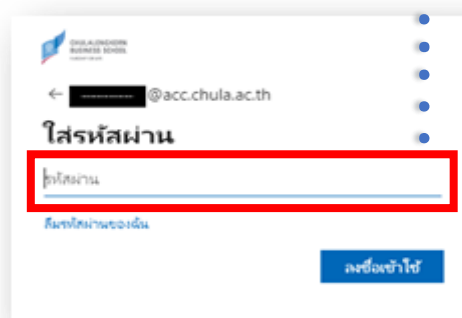 CHULALONGKORN
BUSINESS SCHOOL
← @acc.chula.ac.th
ใส่รหัสผ่าน
รหัสผ่าน
ลืมรหัสผ่านของฉัน
ลงชื่อเข้าใช้